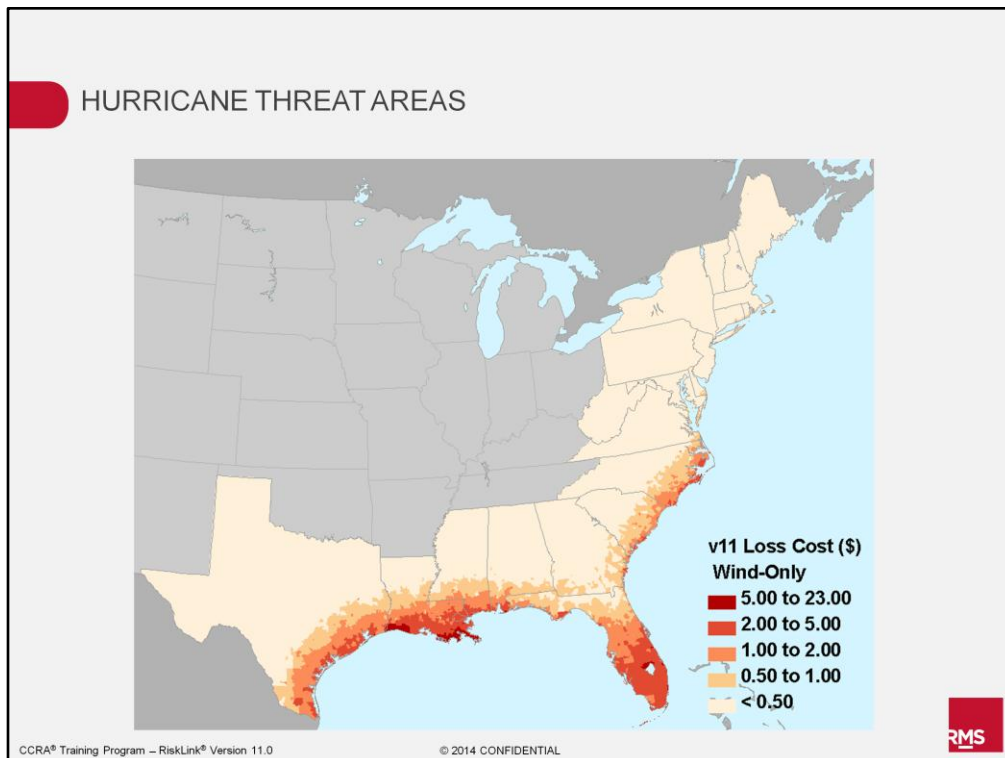 HURRICANE THREAT AREAS
v11 Loss Cost ($)
Wind-Only
5.00 to 23.00
2.00 to 5.00
1.00 to 2.00
0.50 to 1.00
< 0.50
CCRA® Training Program – RiskLink® Version 11.0
© 2014 CONFIDENTIAL
RMS